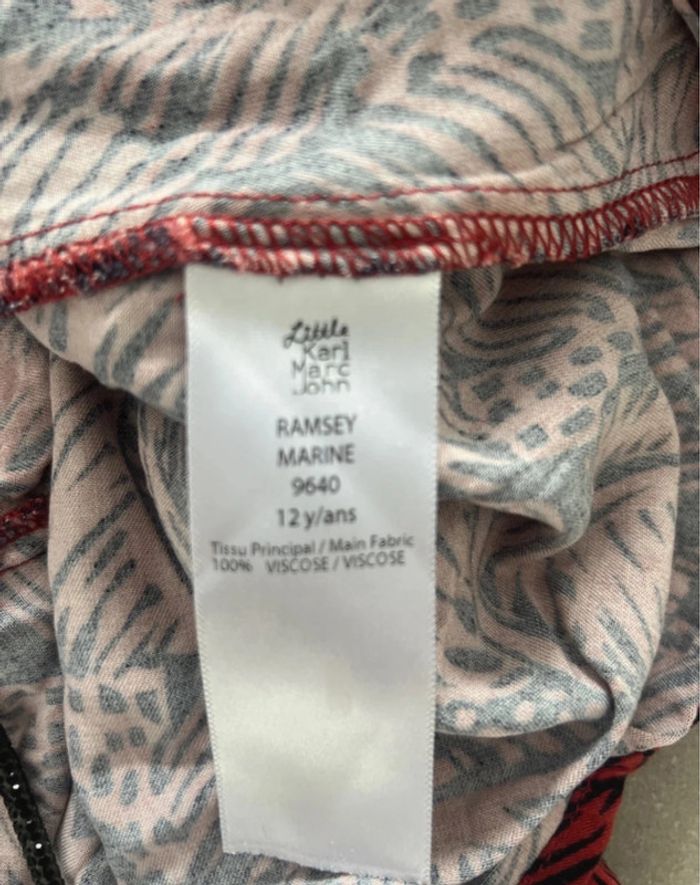 Little
Karl
Marc
John
RAMSEY
MARINE
9640
12 y/ans
Tissu Principal / Main Fabric
100% VISCOSE / VISCOSE